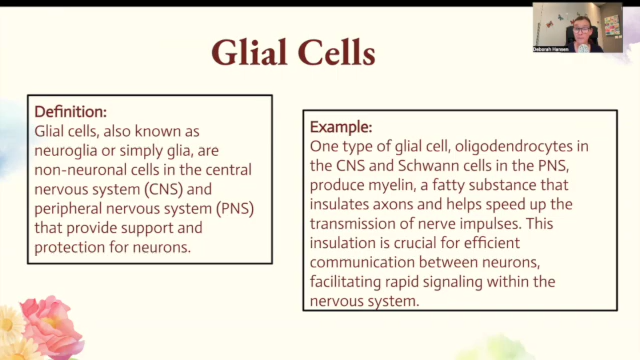 Glial Cells
Deborah Hansen
Definition:
Glial cells, also known as
neuroglia or simply glia, are
non-neuronal cells in the central
nervous system (CNS) and
peripheral nervous system (PNS)
that provide support and
protection for neurons.
Example:
One type of glial cell, oligodendrocytes in
the CNS and Schwann cells in the PNS,
produce myelin, a fatty substance that
insulates axons and helps speed up the
transmission of nerve impulses. This
insulation is crucial for efficient
communication between neurons,
facilitating rapid signaling within the
nervous system.